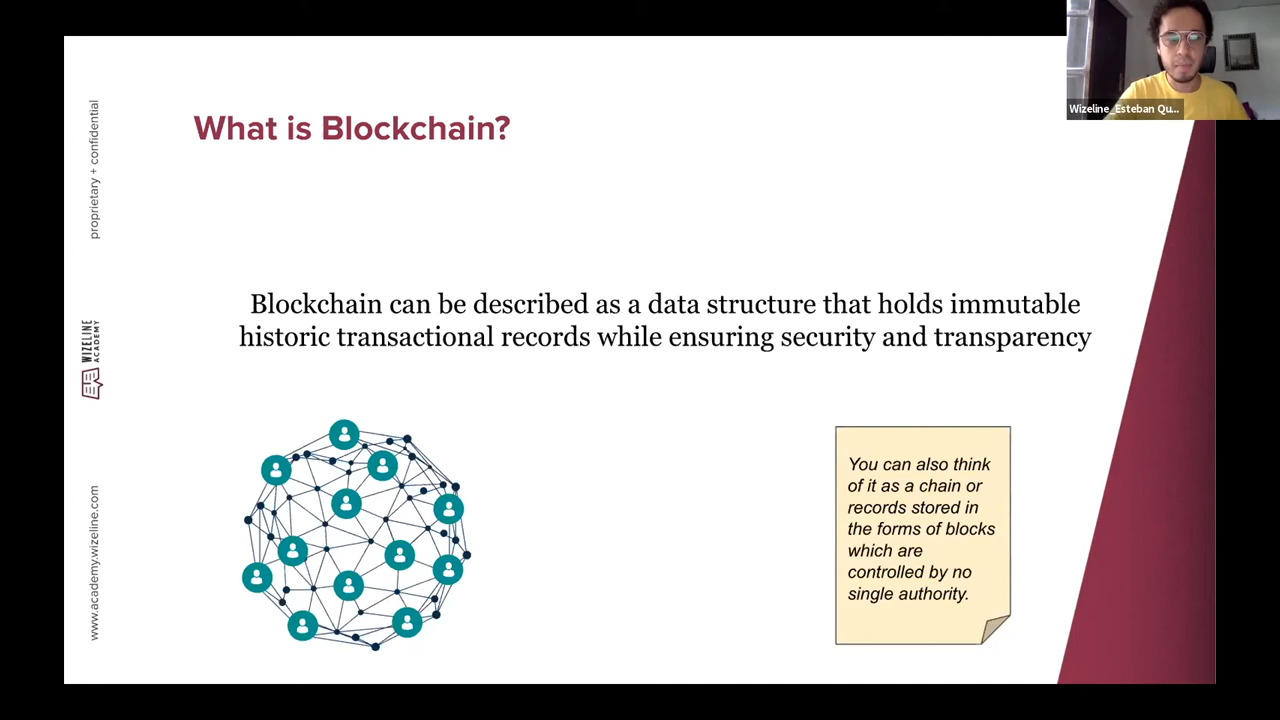 Wizeline_Esteban Qu...
What is Blockchain?
proprietary + confidential
WIZELINE
ACADEMY
www.academy.wizeline.com
Blockchain can be described as a data structure that holds immutable
historic transactional records while ensuring security and transparency
You can also think
of it as a chain or
records stored in
the forms of blocks
which are
controlled by no
single authority.